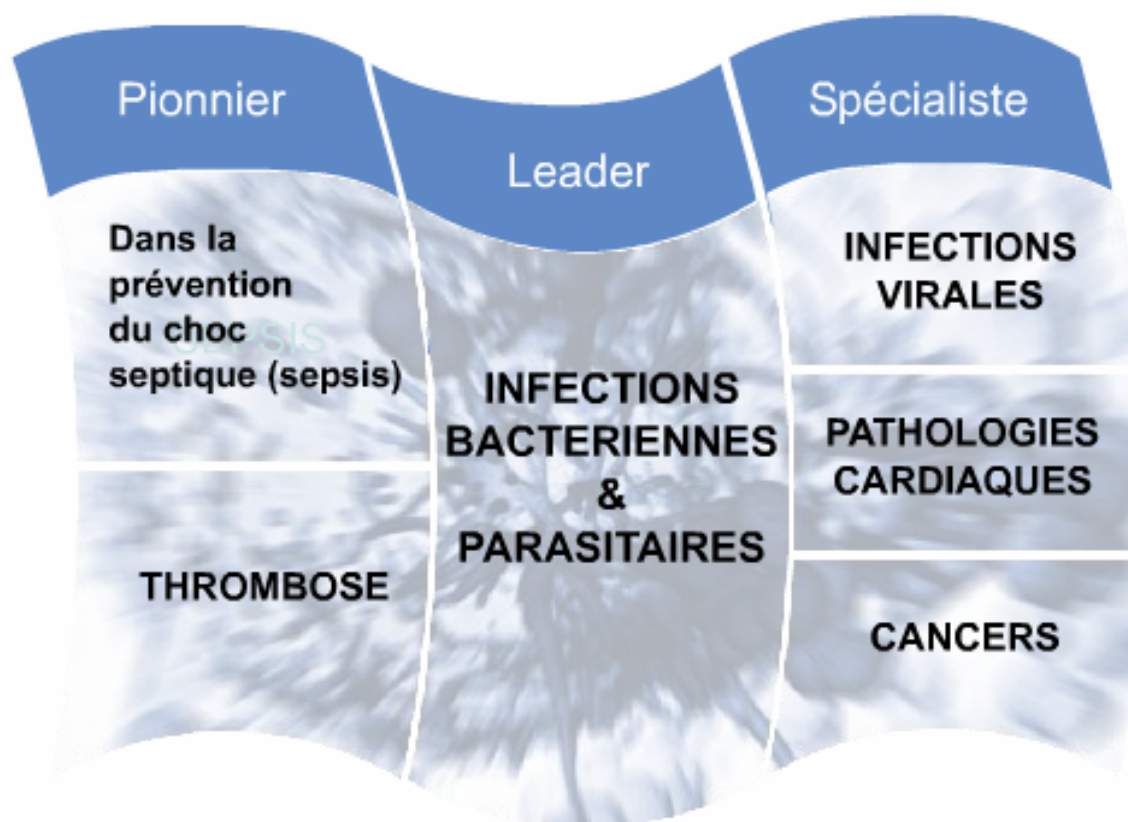 Pionnier
Dans la
prévention
du choc
septique (sepsis)
SEPSIS
THROMBOSE
Leader
INFECTIONS
BACTERIENNES
&
PARASITAIRES
Spécialiste
INFECTIONS
VIRALES
PATHOLOGIES
CARDIAQUES
CANCERS